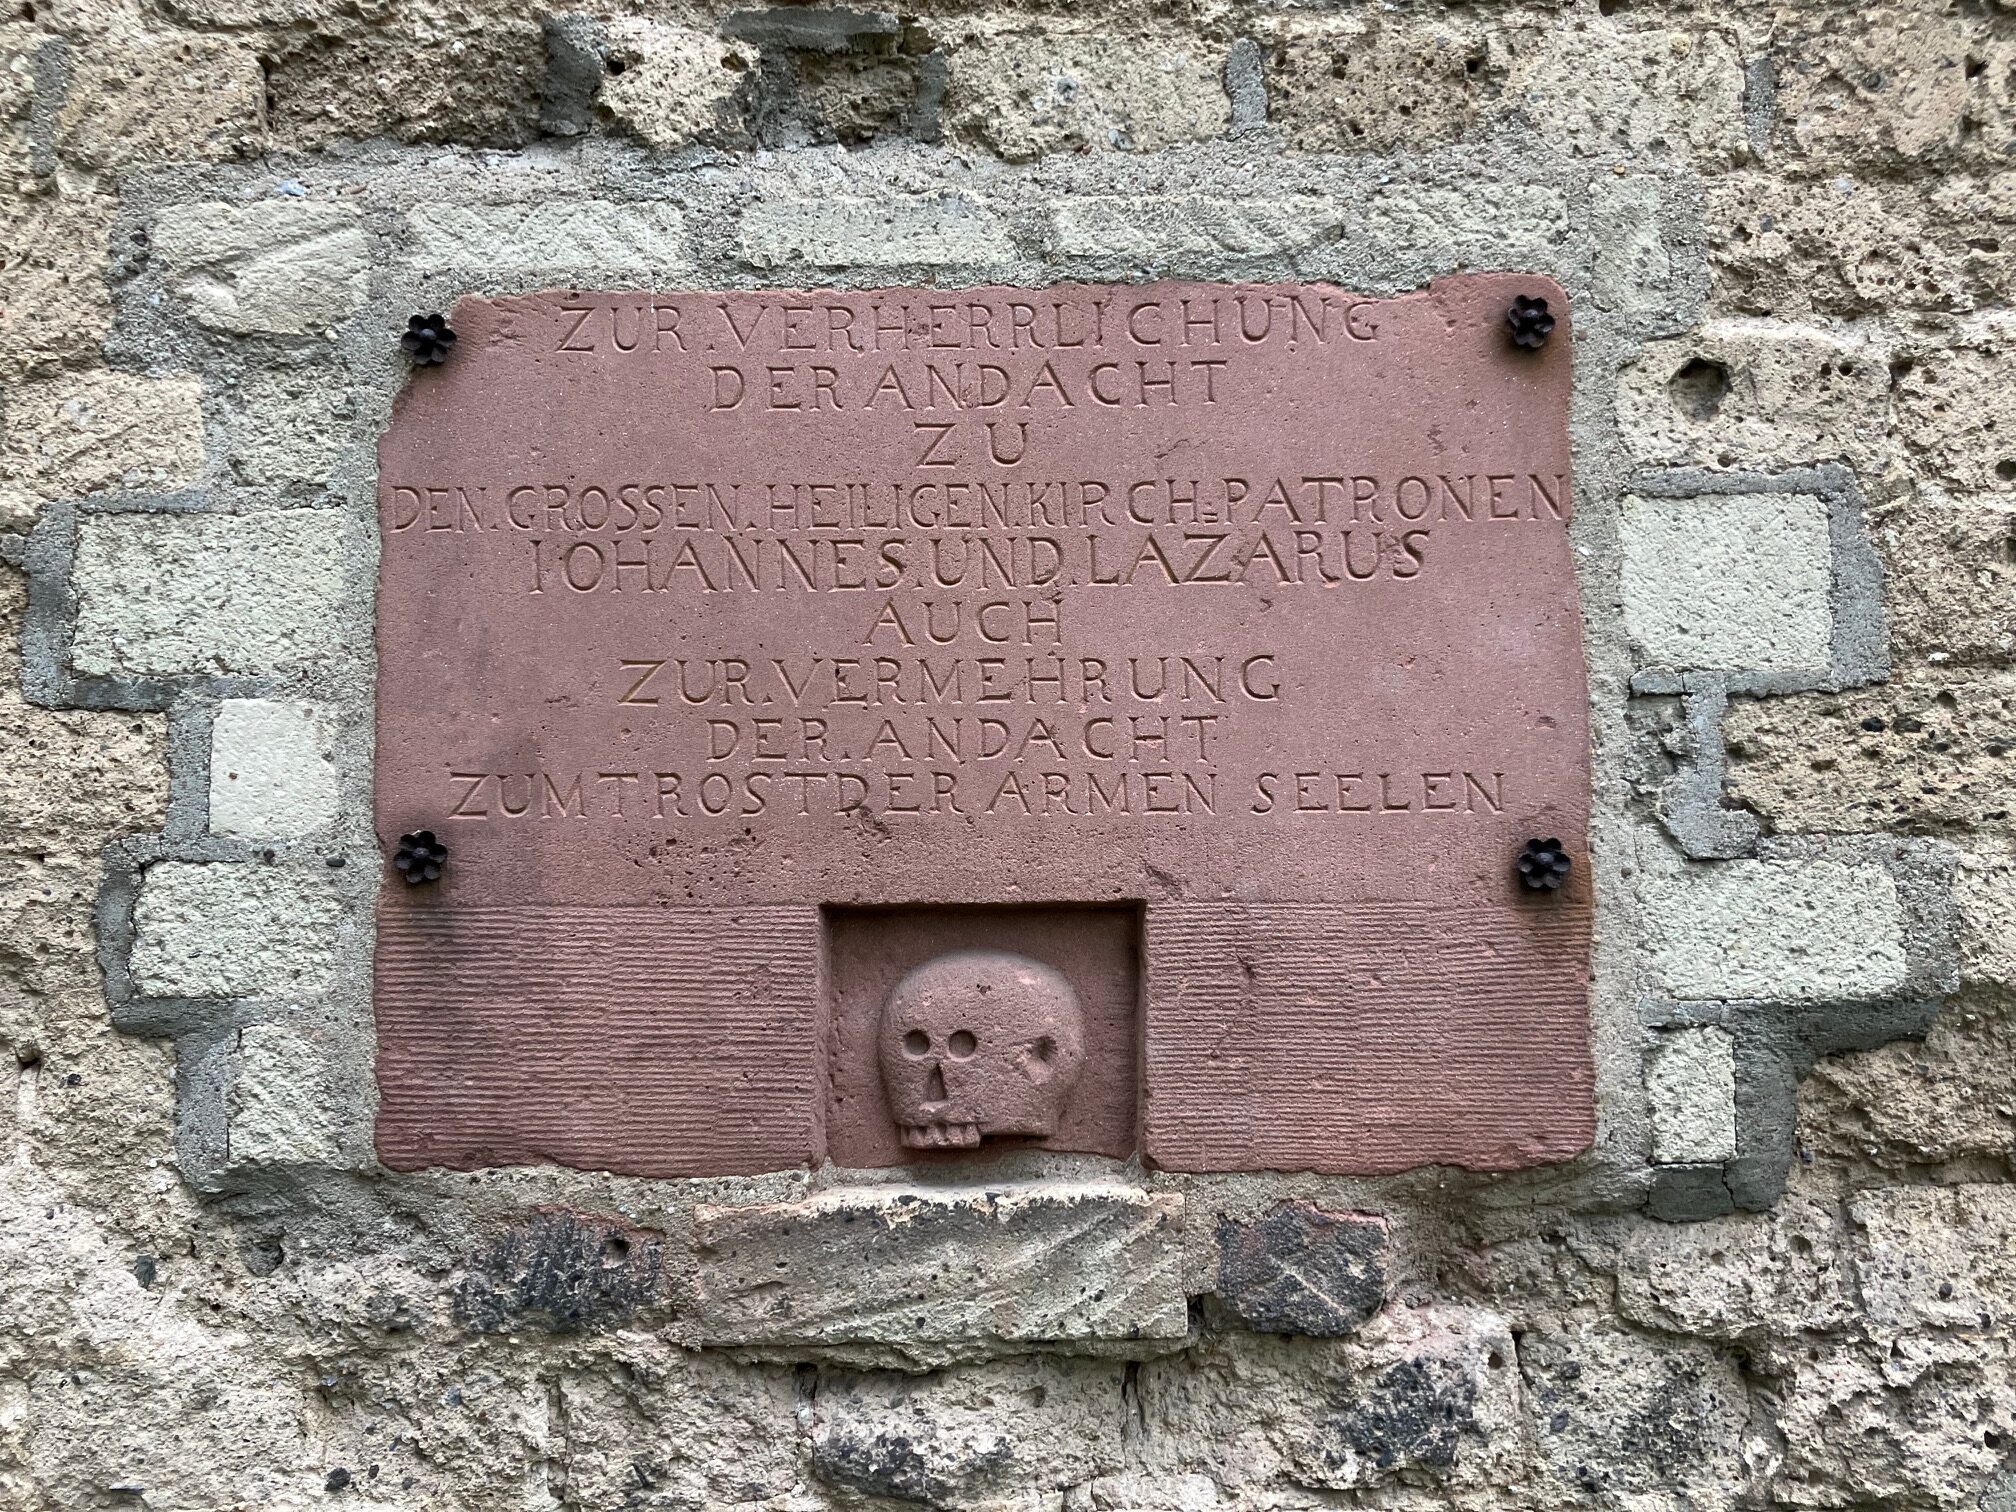 ZUR.VERHERRLICHUNG
DER ANDACHT
ZU
DEN.GROSSEN.HEILIGEN.KIRCH-PATRONEN
IOHANNES.UND.LAZARUS
AUCH
ZUR.VERMEHRUNG
DER.ANDACHT
ZUM TROST DER ARMEN SEELEN